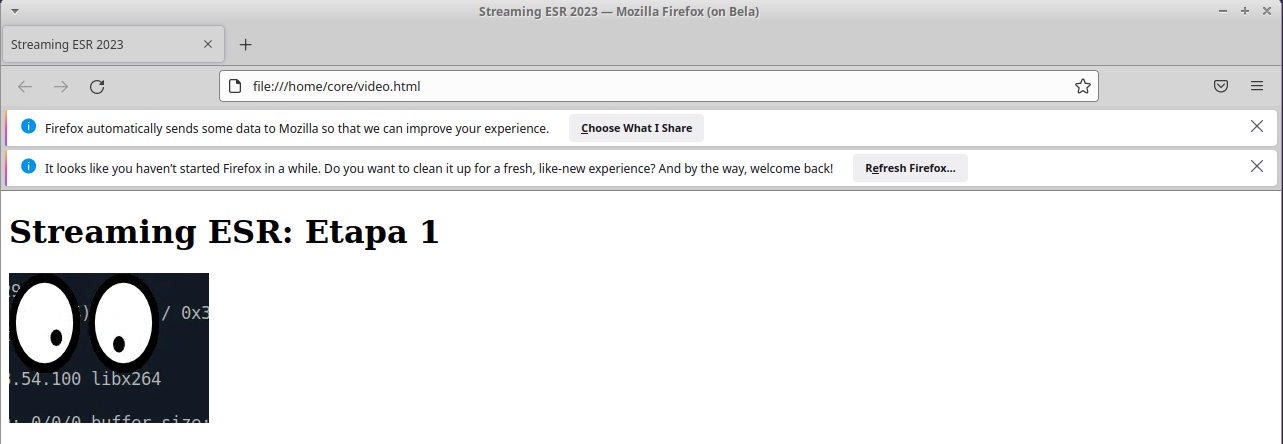 Streaming ESR 2023 — Mozilla Firefox (on Bela)
Streaming ESR 2023
file:///home/core/video.html
Firefox automatically sends some data to Mozilla so that we can improve your experience. Choose What I Share
It looks like you haven’t started Firefox in a while. Do you want to clean it up for a fresh, like-new experience? And by the way, welcome back! Refresh Firefox...
Streaming ESR: Etapa 1
/ 0x3
.54.100 libx264
: 0/0/0 buffer size: